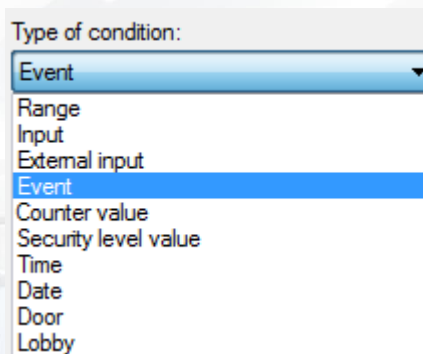 Type of condition:
Event
Range
Input
External input
Event
Counter value
Security level value
Time
Date
Door
Lobby